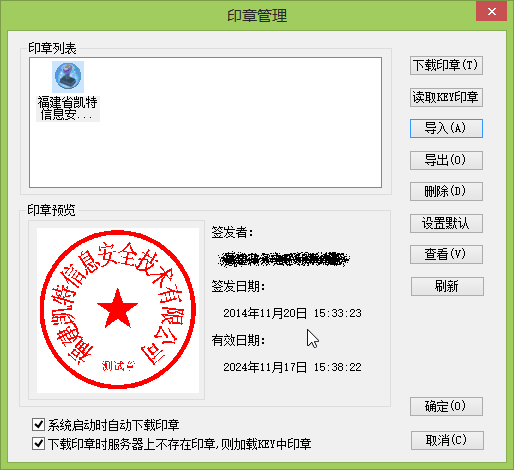 印章管理
印章列表
福建省凯特
信息安...
下载印章(T)
读取KEY印章
导入(A)
导出(O)
删除(D)
设置默认
查看(V)
刷新
印章预览
福建凯特信息安全技术有限公司
测试章
签发者:
签发日期:
2014年11月20日 15:33:23
有效日期:
2024年11月17日 15:38:22
系统启动时自动下载印章
下载印章时服务器上不存在印章,则加载KEY中印章
确定(O)
取消(C)